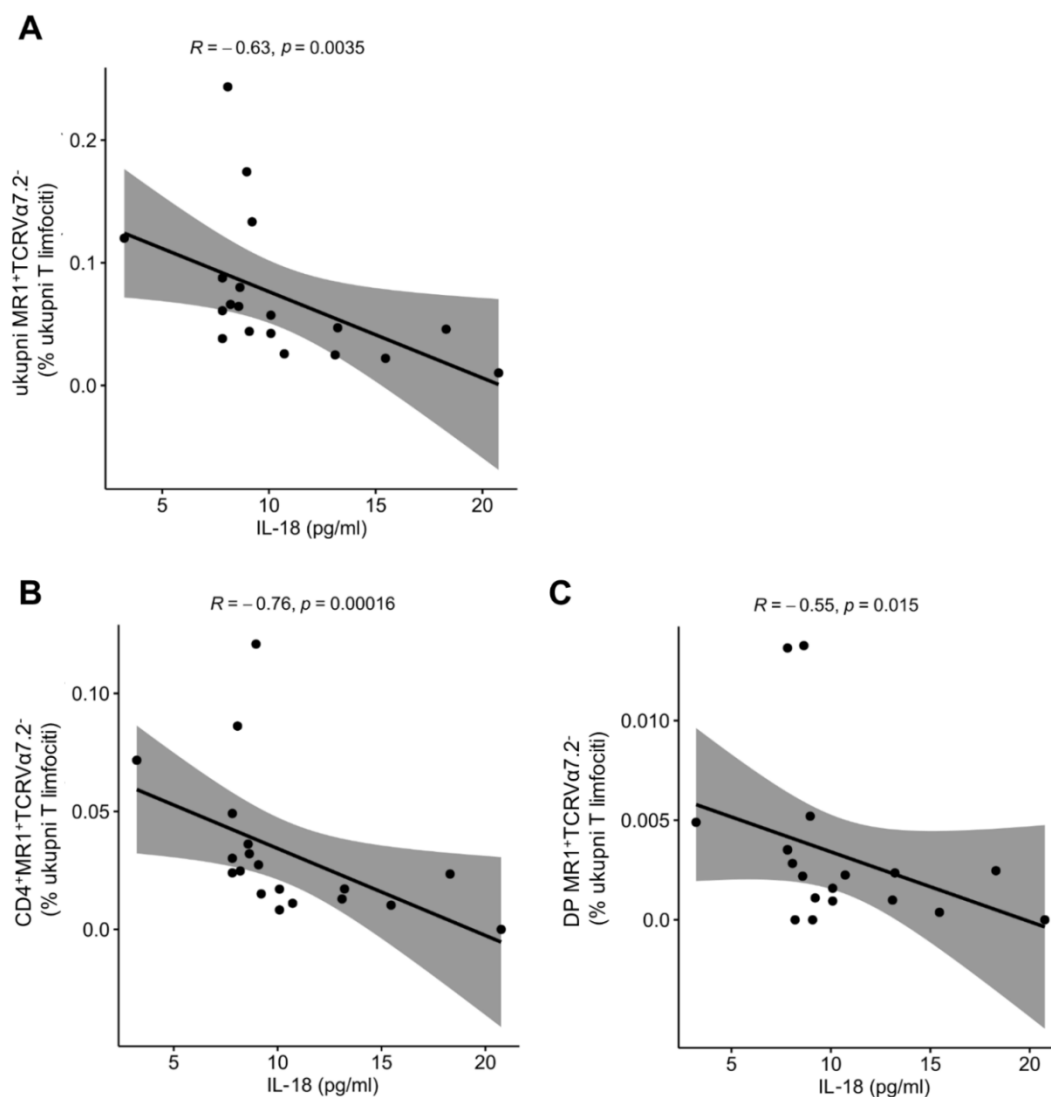 A
R = − 0.63, p = 0.0035
ukupni MR1⁺TCRVα7.2⁻
(% ukupni T limfociti)
0.2
0.1
0.0
5 10 15 20
IL-18 (pg/ml)
B
R = − 0.76, p = 0.00016
CD4⁺MR1⁺TCRVα7.2⁻
(% ukupni T limfociti)
0.10
0.05
0.0
5 10 15 20
IL-18 (pg/ml)
C
R = − 0.55, p = 0.015
DP MR1⁺TCRVα7.2⁻
(% ukupni T limfociti)
0.010
0.005
0.0
5 10 15 20
IL-18 (pg/ml)